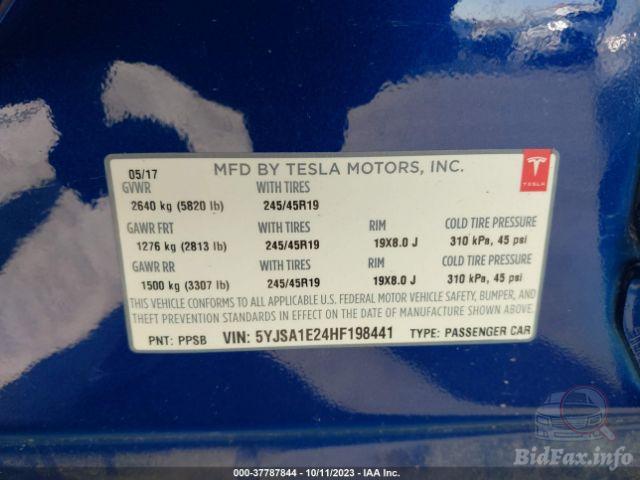 05/17 MFD BY TESLA MOTORS, INC.
TESLA
GVWR WITH TIRES
2640 kg (5820 lb) 245/45R19
GAWR FRT WITH TIRES RIM COLD TIRE PRESSURE
1276 kg (2813 lb) 245/45R19 19X8.0 J 310 kPa, 45 psi
GAWR RR WITH TIRES RIM COLD TIRE PRESSURE
1500 kg (3307 lb) 245/45R19 19X8.0 J 310 kPa, 45 psi
THIS VEHICLE CONFORMS TO ALL APPLICABLE U.S. FEDERAL MOTOR VEHICLE SAFETY, BUMPER, AND
THEFT PREVENTION STANDARDS IN EFFECT ON THE DATE OF MANUFACTURE SHOWN ABOVE.
PNT: PPSB VIN: 5YJSA1E24HF198441 TYPE: PASSENGER CAR
BidFax.info
000-37787844 - 10/11/2023 - IAA Inc.